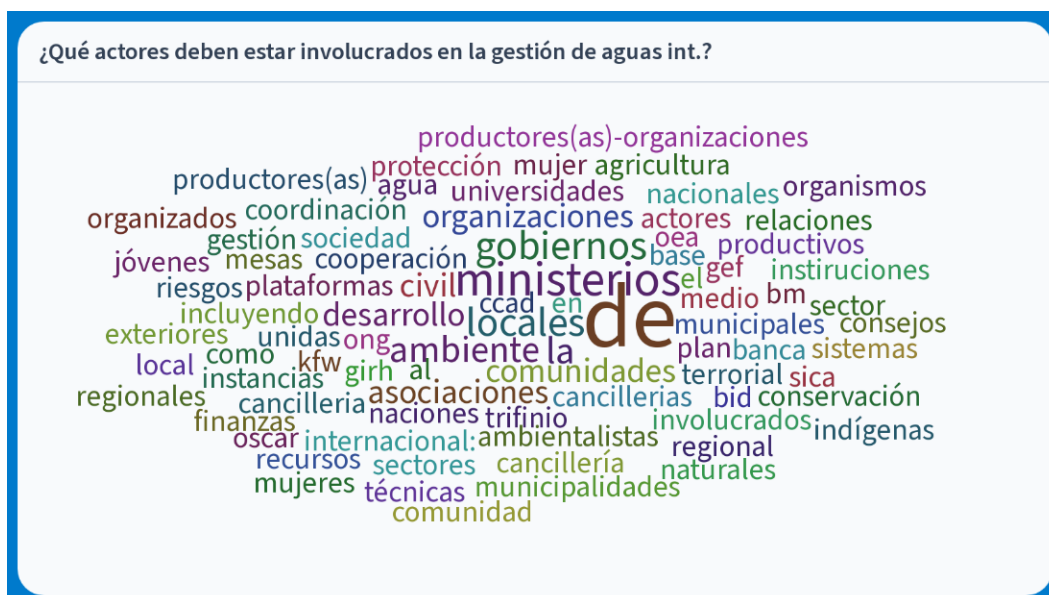 ¿Qué actores deben estar involucrados en la gestión de aguas int.?
productores(as)-organizaciones
protección mujer agricultura
productores(as) agua universidades nacionales organismos
organizados coordinación organizaciones actores relaciones
gestión sociedad gobiernos oea base productivos
jóvenes mesas cooperación ministerios el gef instiruciones
riesgos plataformas civil ccad en de medio bm sector
incluyendo desarrollo locales municipales consejos
exteriores unidas ong ambiente la plan banca sistemas
local como kfw girh al comunidades terrorial sica
instancias asociaciones cancillerias bid conservación
regionales cancilleria naciones trifinio involucrados indígenas
finanzas oscar internacional: ambientalistas regional
recursos sectores cancillería naturales
mujeres técnicas municipalidades
comunidad